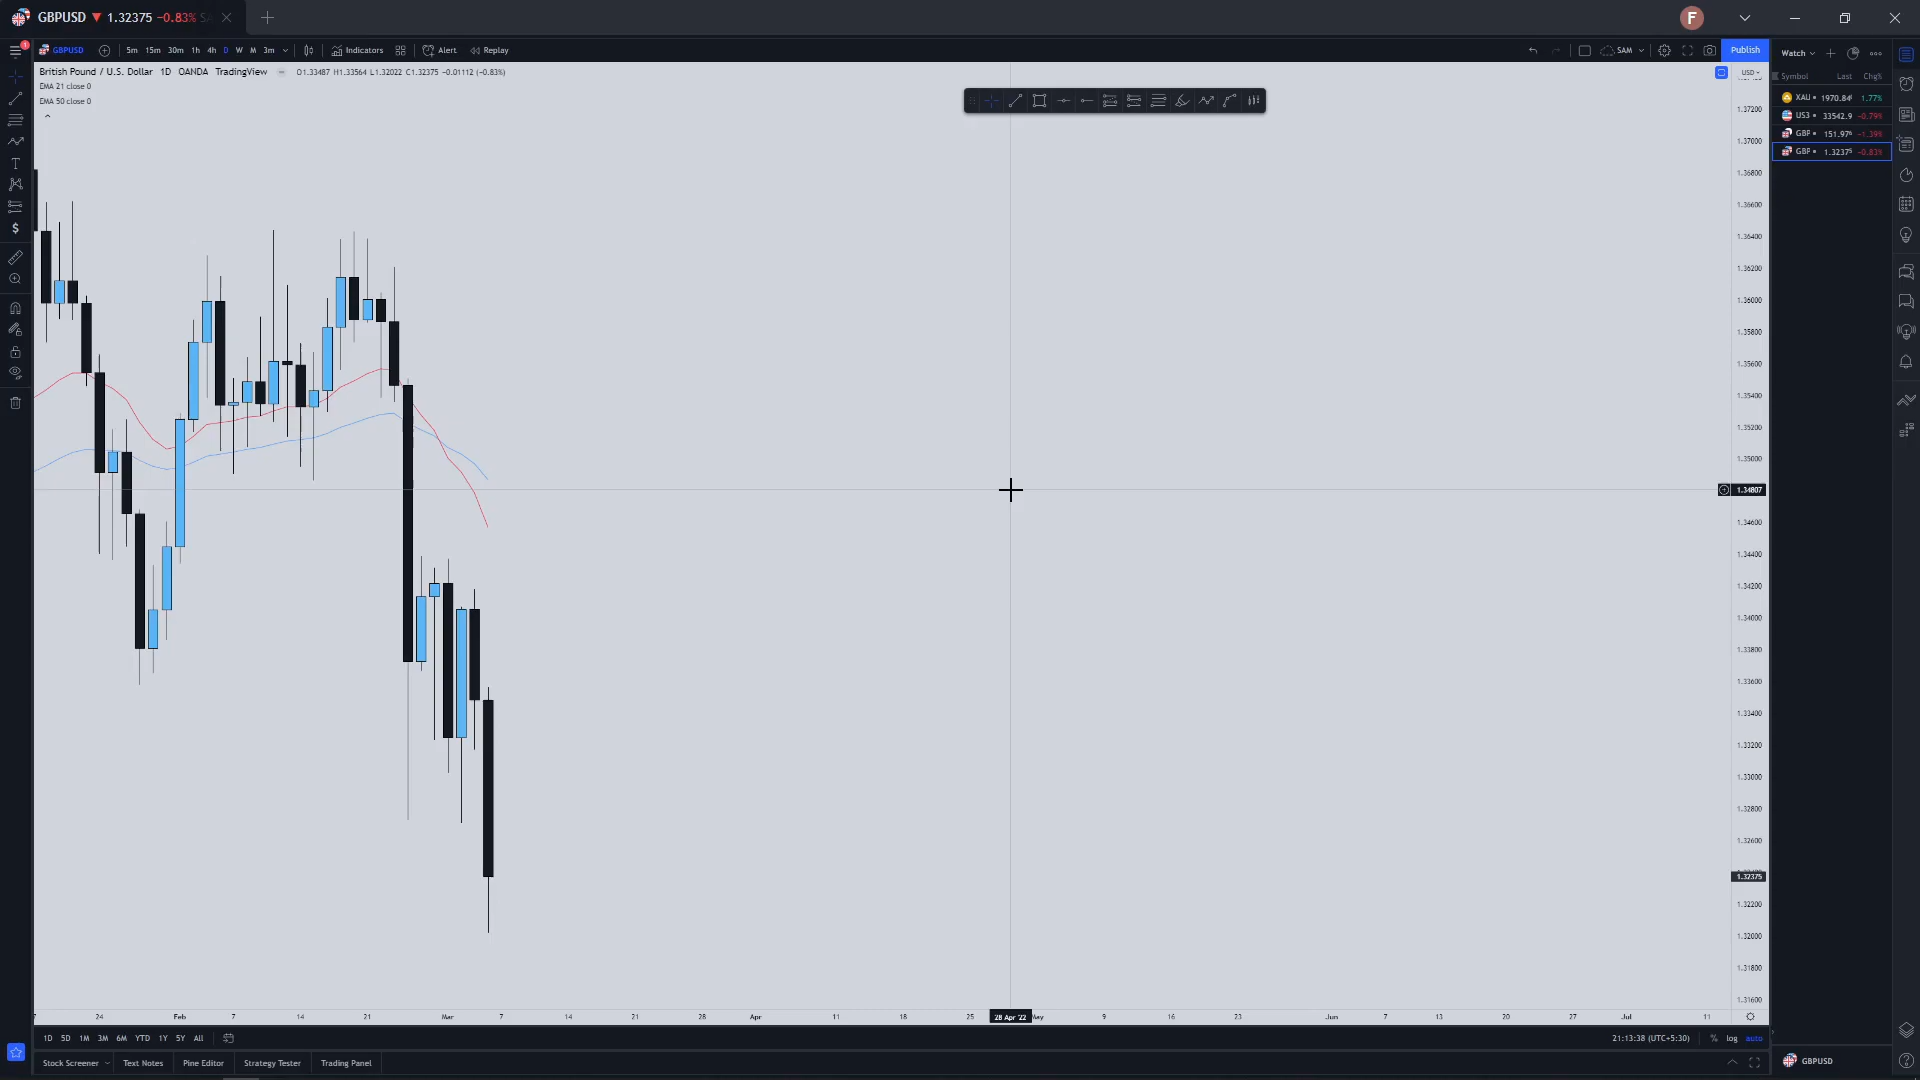 GBPUSD 1.32375 −0.83%
F
GBPUSD 5m 15m 30m 1h 4h D W M 3m Indicators Alert Replay SAM Publish
British Pound / U.S. Dollar 1D OANDA TradingView O1.33487 H1.33564 L1.32022 C1.32375 −0.01112 (−0.83%)
EMA 21 close 0
EMA 50 close 0
USD
Watch
Symbol Last Chg%
XAU 1970.84 1.77%
US3 33542.9 −0.79%
GBP 151.97⁶ −1.39%
GBP 1.3237⁵ −0.83%
1.37200
1.37000
1.36800
1.36600
1.36400
1.36200
1.36000
1.35800
1.35600
1.35400
1.35200
1.35000
1.34807
1.34600
1.34400
1.34200
1.34000
1.33800
1.33600
1.33400
1.33200
1.33000
1.32800
1.32600
1.32375
1.32200
1.32000
1.31800
1.31600
24 Feb 7 14 21 Mar 7 14 21 28 Apr 11 18 25 28 Apr '22 May 9 16 23 Jun 7 13 20 27 Jul 11
1D 5D 1M 3M 6M YTD 1Y 5Y All 21:13:38 (UTC+5:30) % log auto
Stock Screener Text Notes Pine Editor Strategy Tester Trading Panel GBPUSD